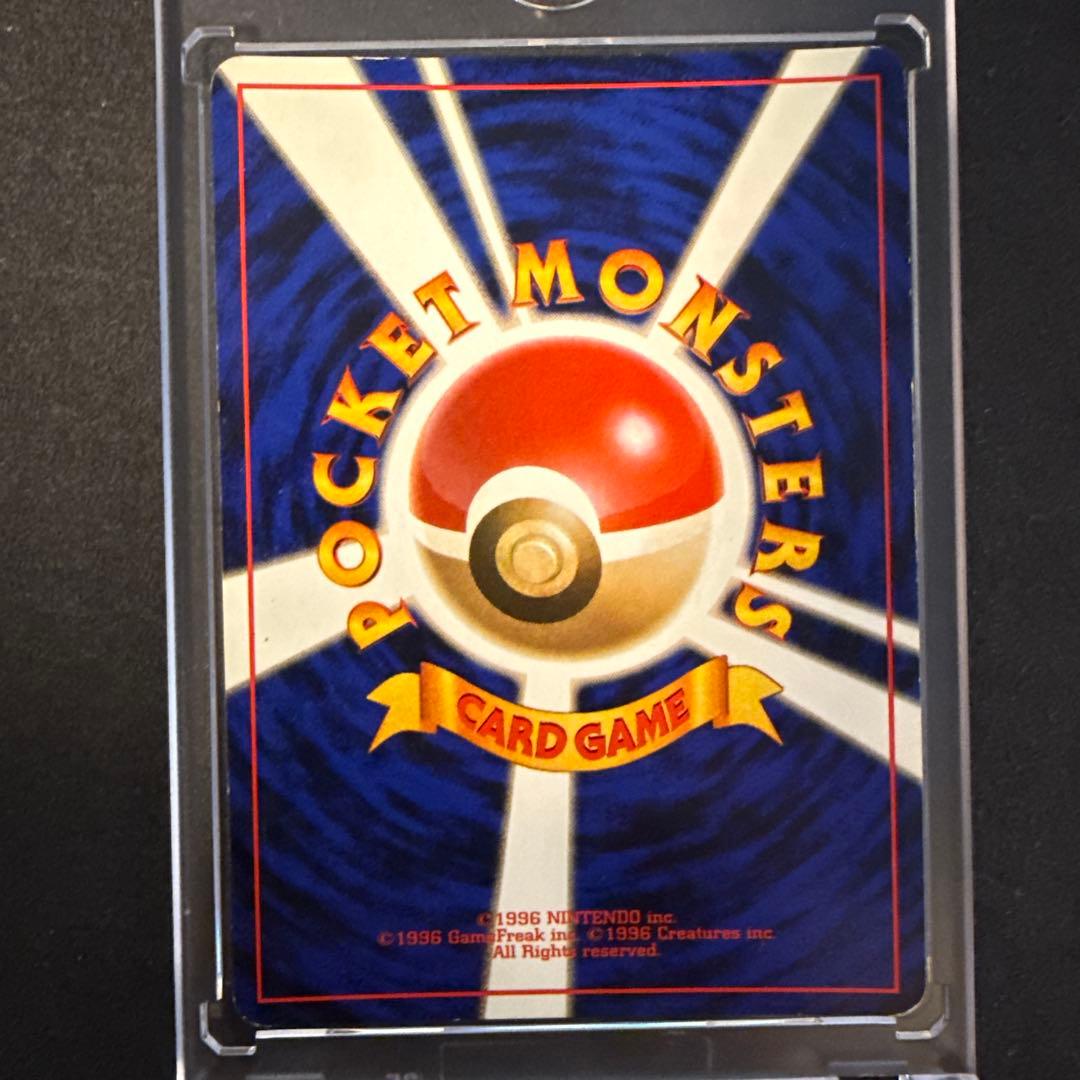 POCKET MONSTERS
CARD GAME
©1996 NINTENDO inc.
©1996 GameFreak inc. ©1996 Creatures inc.
All Rights reserved.